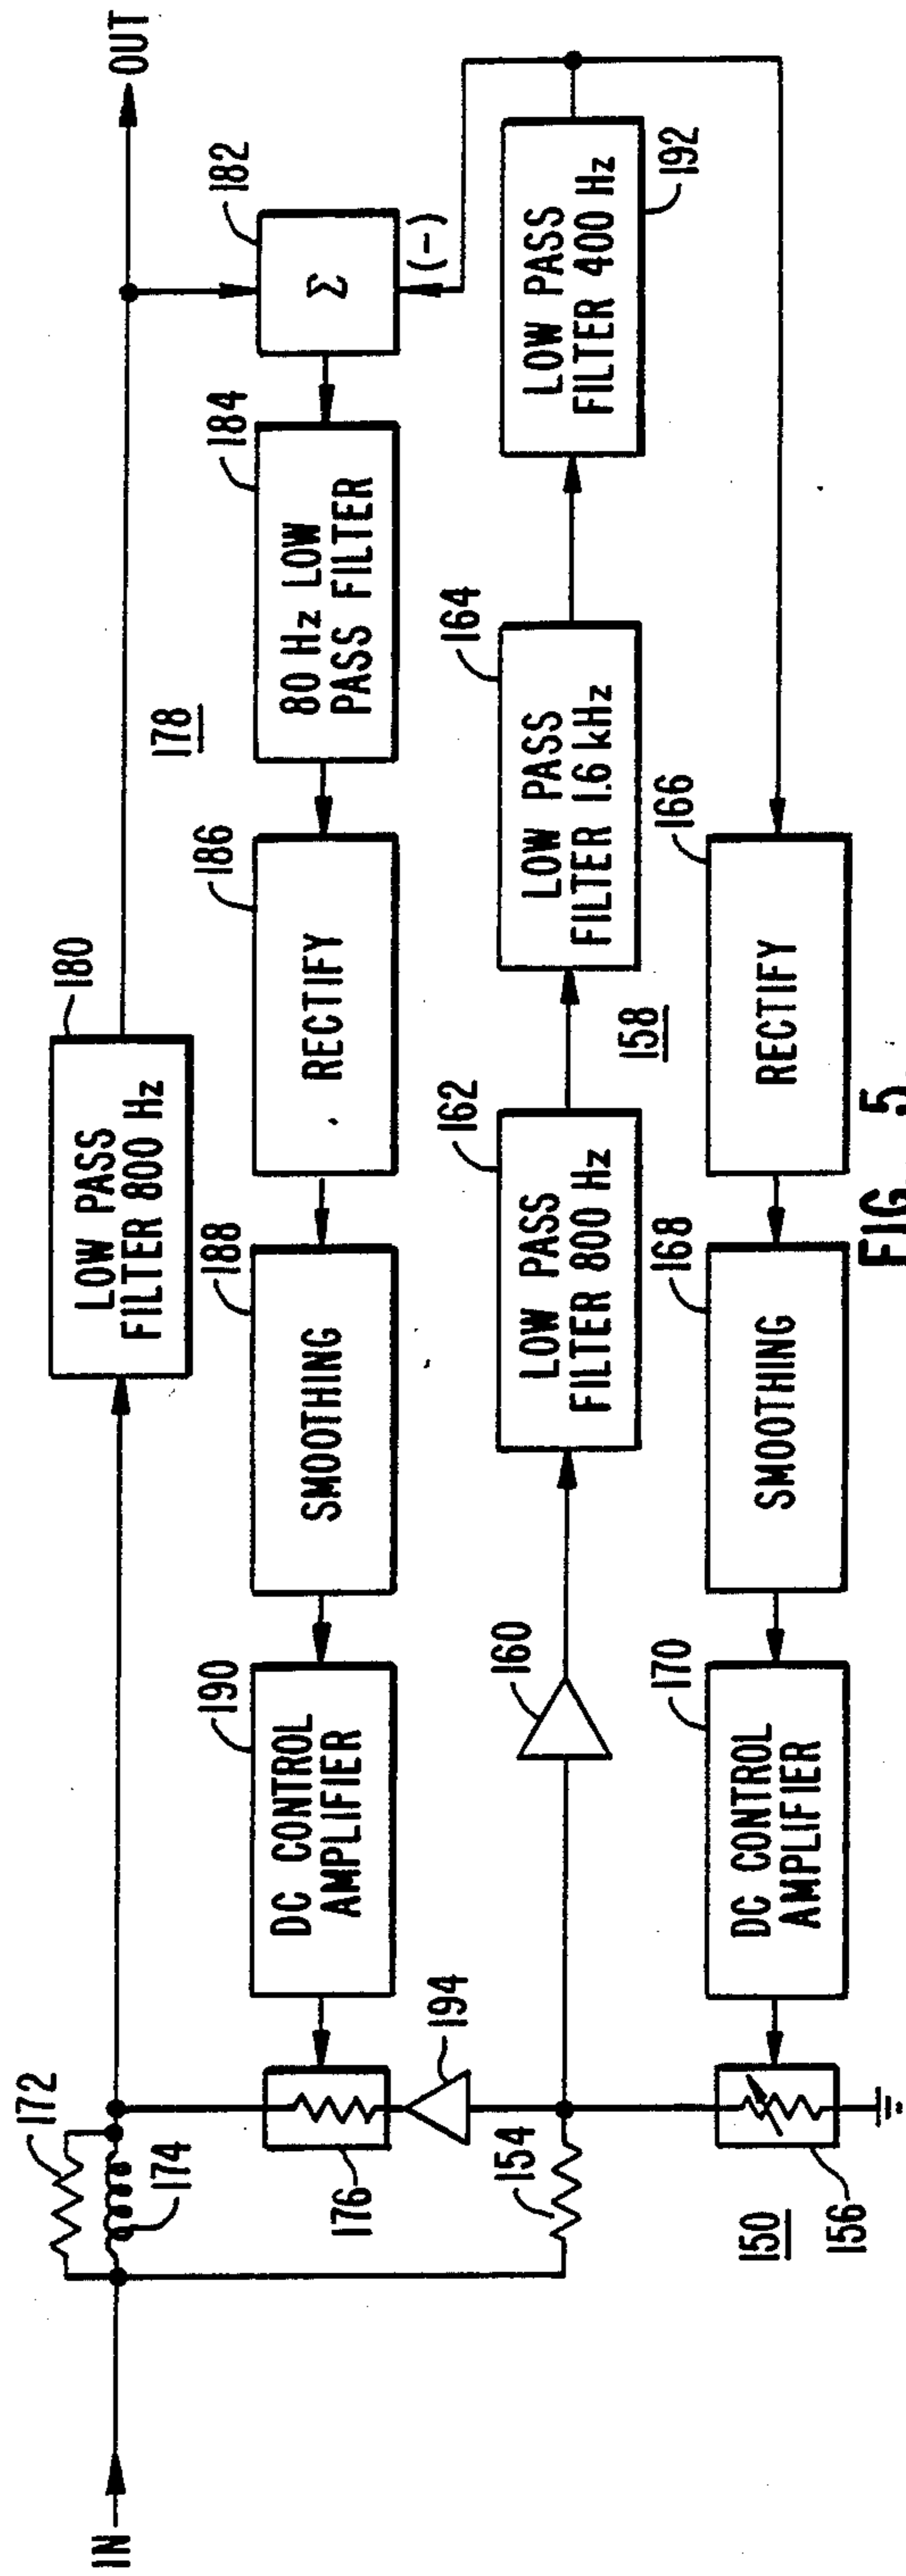 IN
172
174
180
LOW PASS
FILTER 800 Hz
OUT
178
176
194
190
DC CONTROL
AMPLIFIER
188
SMOOTHING
186
RECTIFY
184
80 Hz LOW
PASS FILTER
182
Σ
(-)
154
160
162
LOW PASS
FILTER 800 Hz
158
164
LOW PASS
FILTER 1.6 kHz
LOW PASS
FILTER 400 Hz
192
150
156
170
DC CONTROL
AMPLIFIER
168
SMOOTHING
166
RECTIFY
FIG. 5.